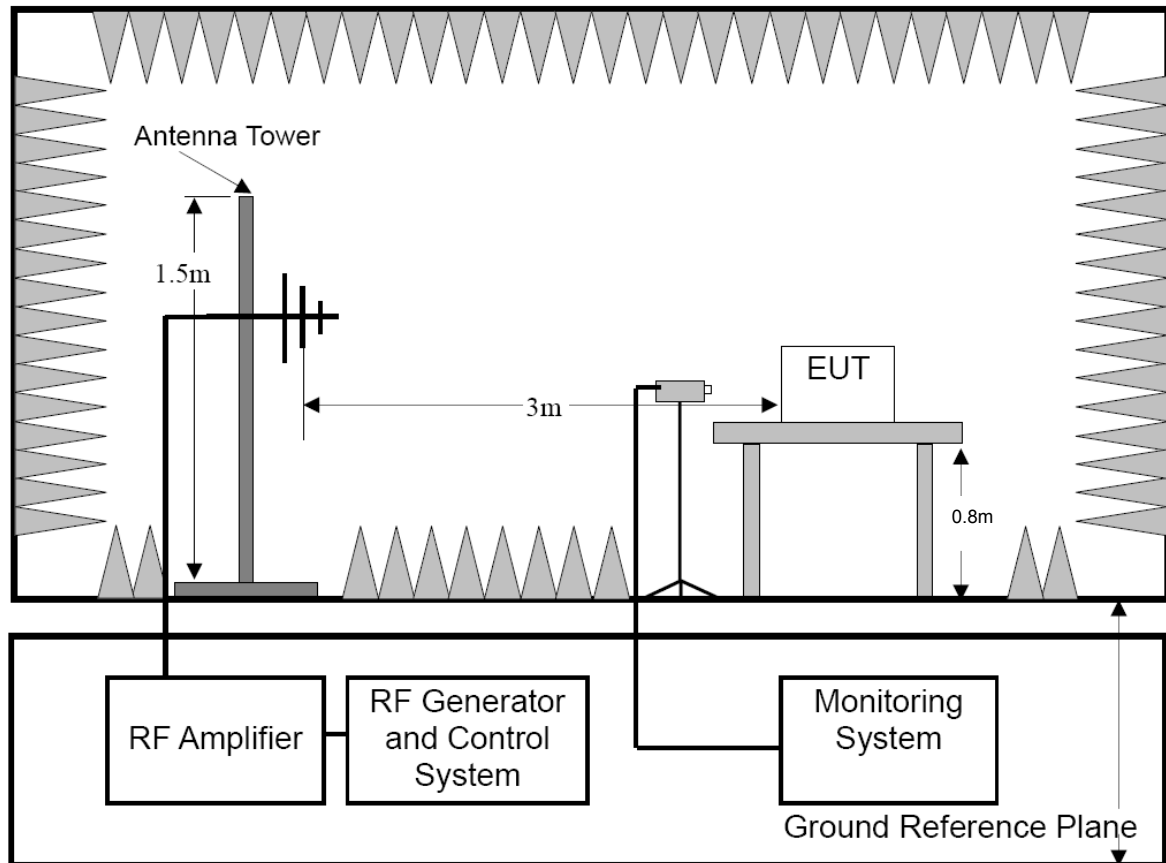 Antenna Tower
1.5m
EUT
3m
0.8m
RF Amplifier
RF Generator
and Control
System
Monitoring
System
Ground Reference Plane